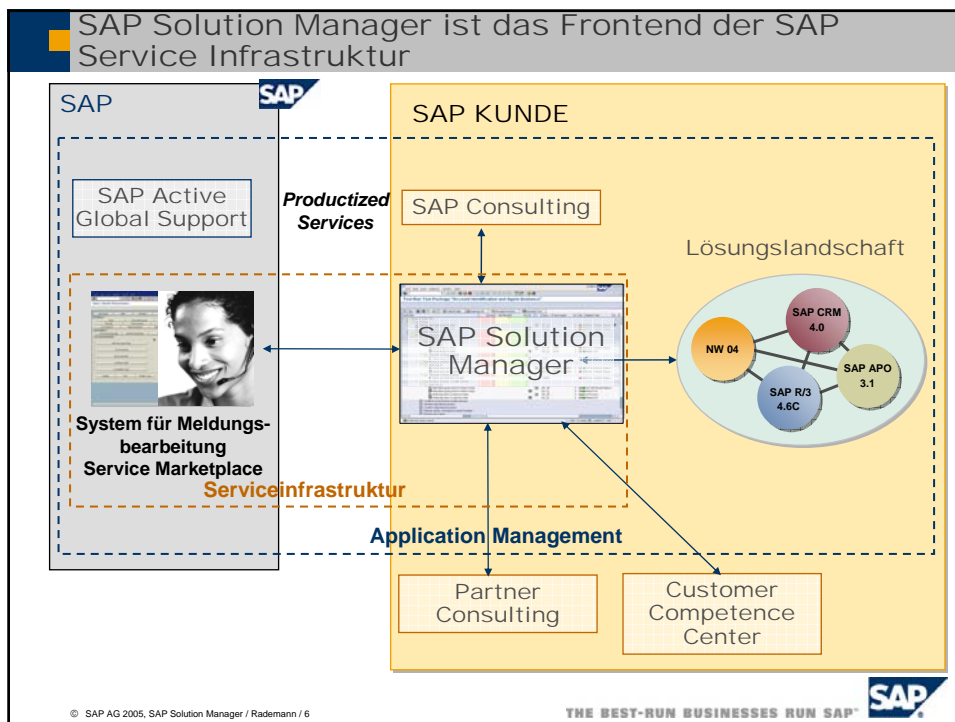 SAP Solution Manager ist das Frontend der SAP
Service Infrastruktur
SAP
SAP
SAP KUNDE
SAP Active
Global Support
Productized
Services
SAP Consulting
Lösungslandschaft
SAP Solution
Manager
NW 04
SAP CRM
4.0
SAP APO
3.1
SAP R/3
4.6C
System für Meldungs-
bearbeitung
Service Marketplace
Serviceinfrastruktur
Application Management
Partner
Consulting
Customer
Competence
Center
© SAP AG 2005, SAP Solution Manager / Rademann / 6
THE BEST-RUN BUSINESSES RUN SAP™
SAP